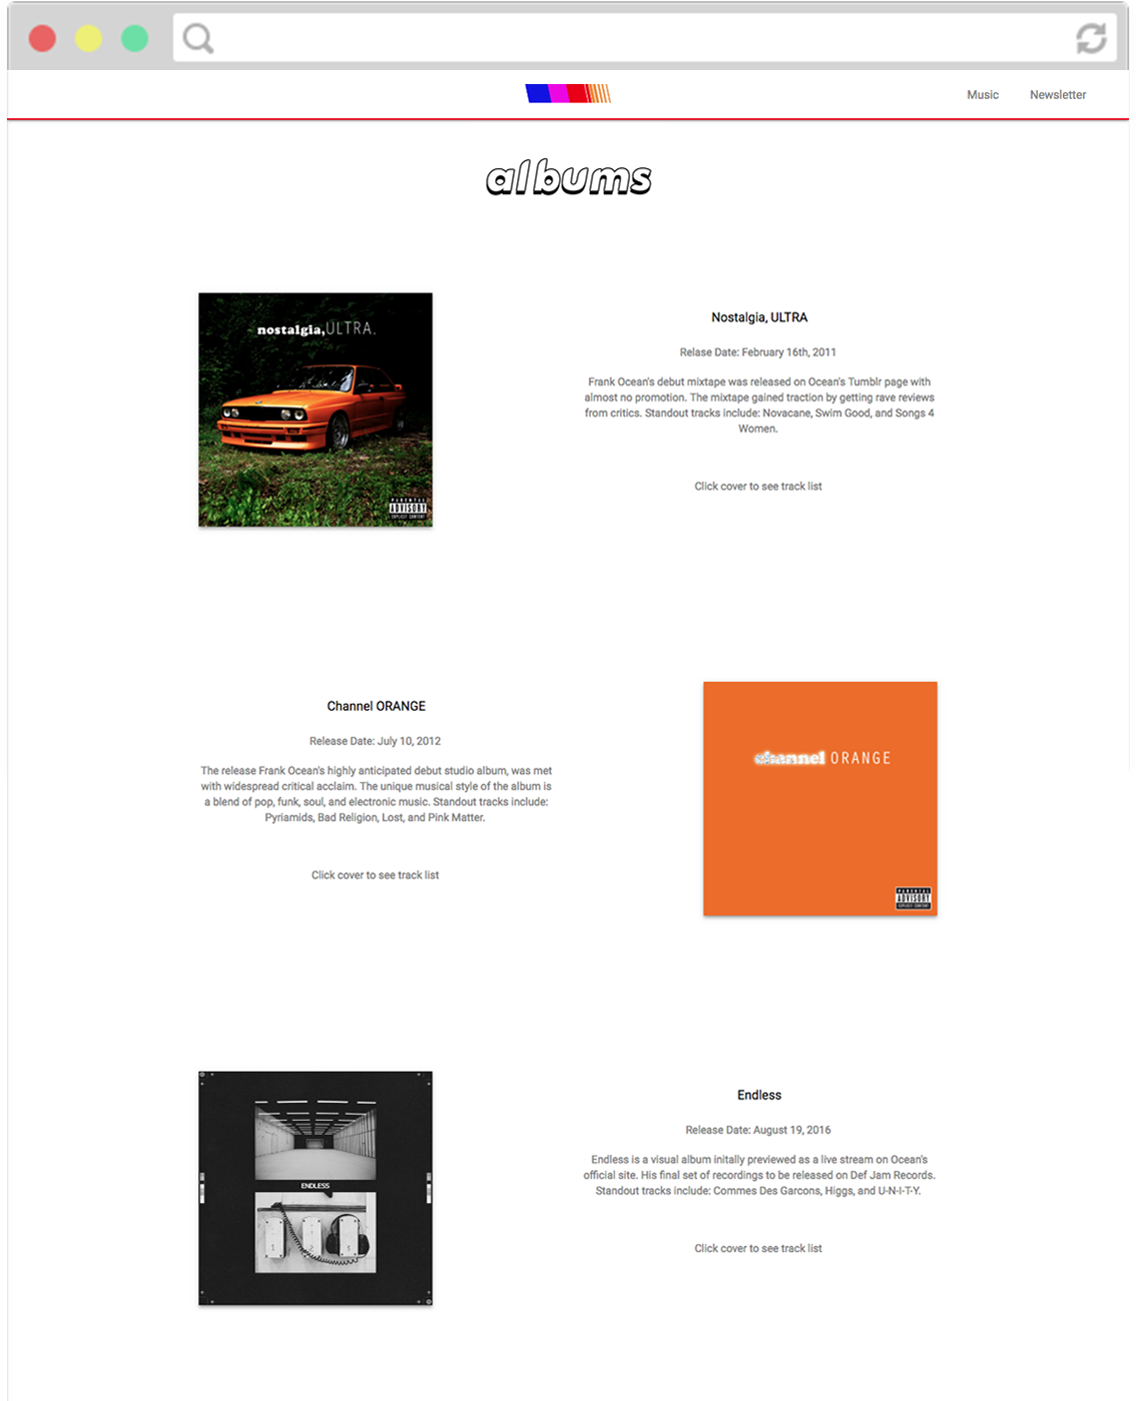 Music Newsletter
albums
nostalgia,ULTRA.
PARENTAL
ADVISORY
EXPLICIT CONTENT
Nostalgia, ULTRA
Relase Date: February 16th, 2011
Frank Ocean's debut mixtape was released on Ocean's Tumblr page with
almost no promotion. The mixtape gained traction by getting rave reviews
from critics. Standout tracks include: Novacane, Swim Good, and Songs 4
Women.
Click cover to see track list
Channel ORANGE
Release Date: July 10, 2012
The release Frank Ocean's highly anticipated debut studio album, was met
with widespread critical acclaim. The unique musical style of the album is
a blend of pop, funk, soul, and electronic music. Standout tracks include:
Pyriamids, Bad Religion, Lost, and Pink Matter.
Click cover to see track list
channel ORANGE
PARENTAL
ADVISORY
EXPLICIT CONTENT
ENDLESS
Endless
Release Date: August 19, 2016
Endless is a visual album initally previewed as a live stream on Ocean's
official site. His final set of recordings to be released on Def Jam Records.
Standout tracks include: Commes Des Garcons, Higgs, and U-N-I-T-Y.
Click cover to see track list